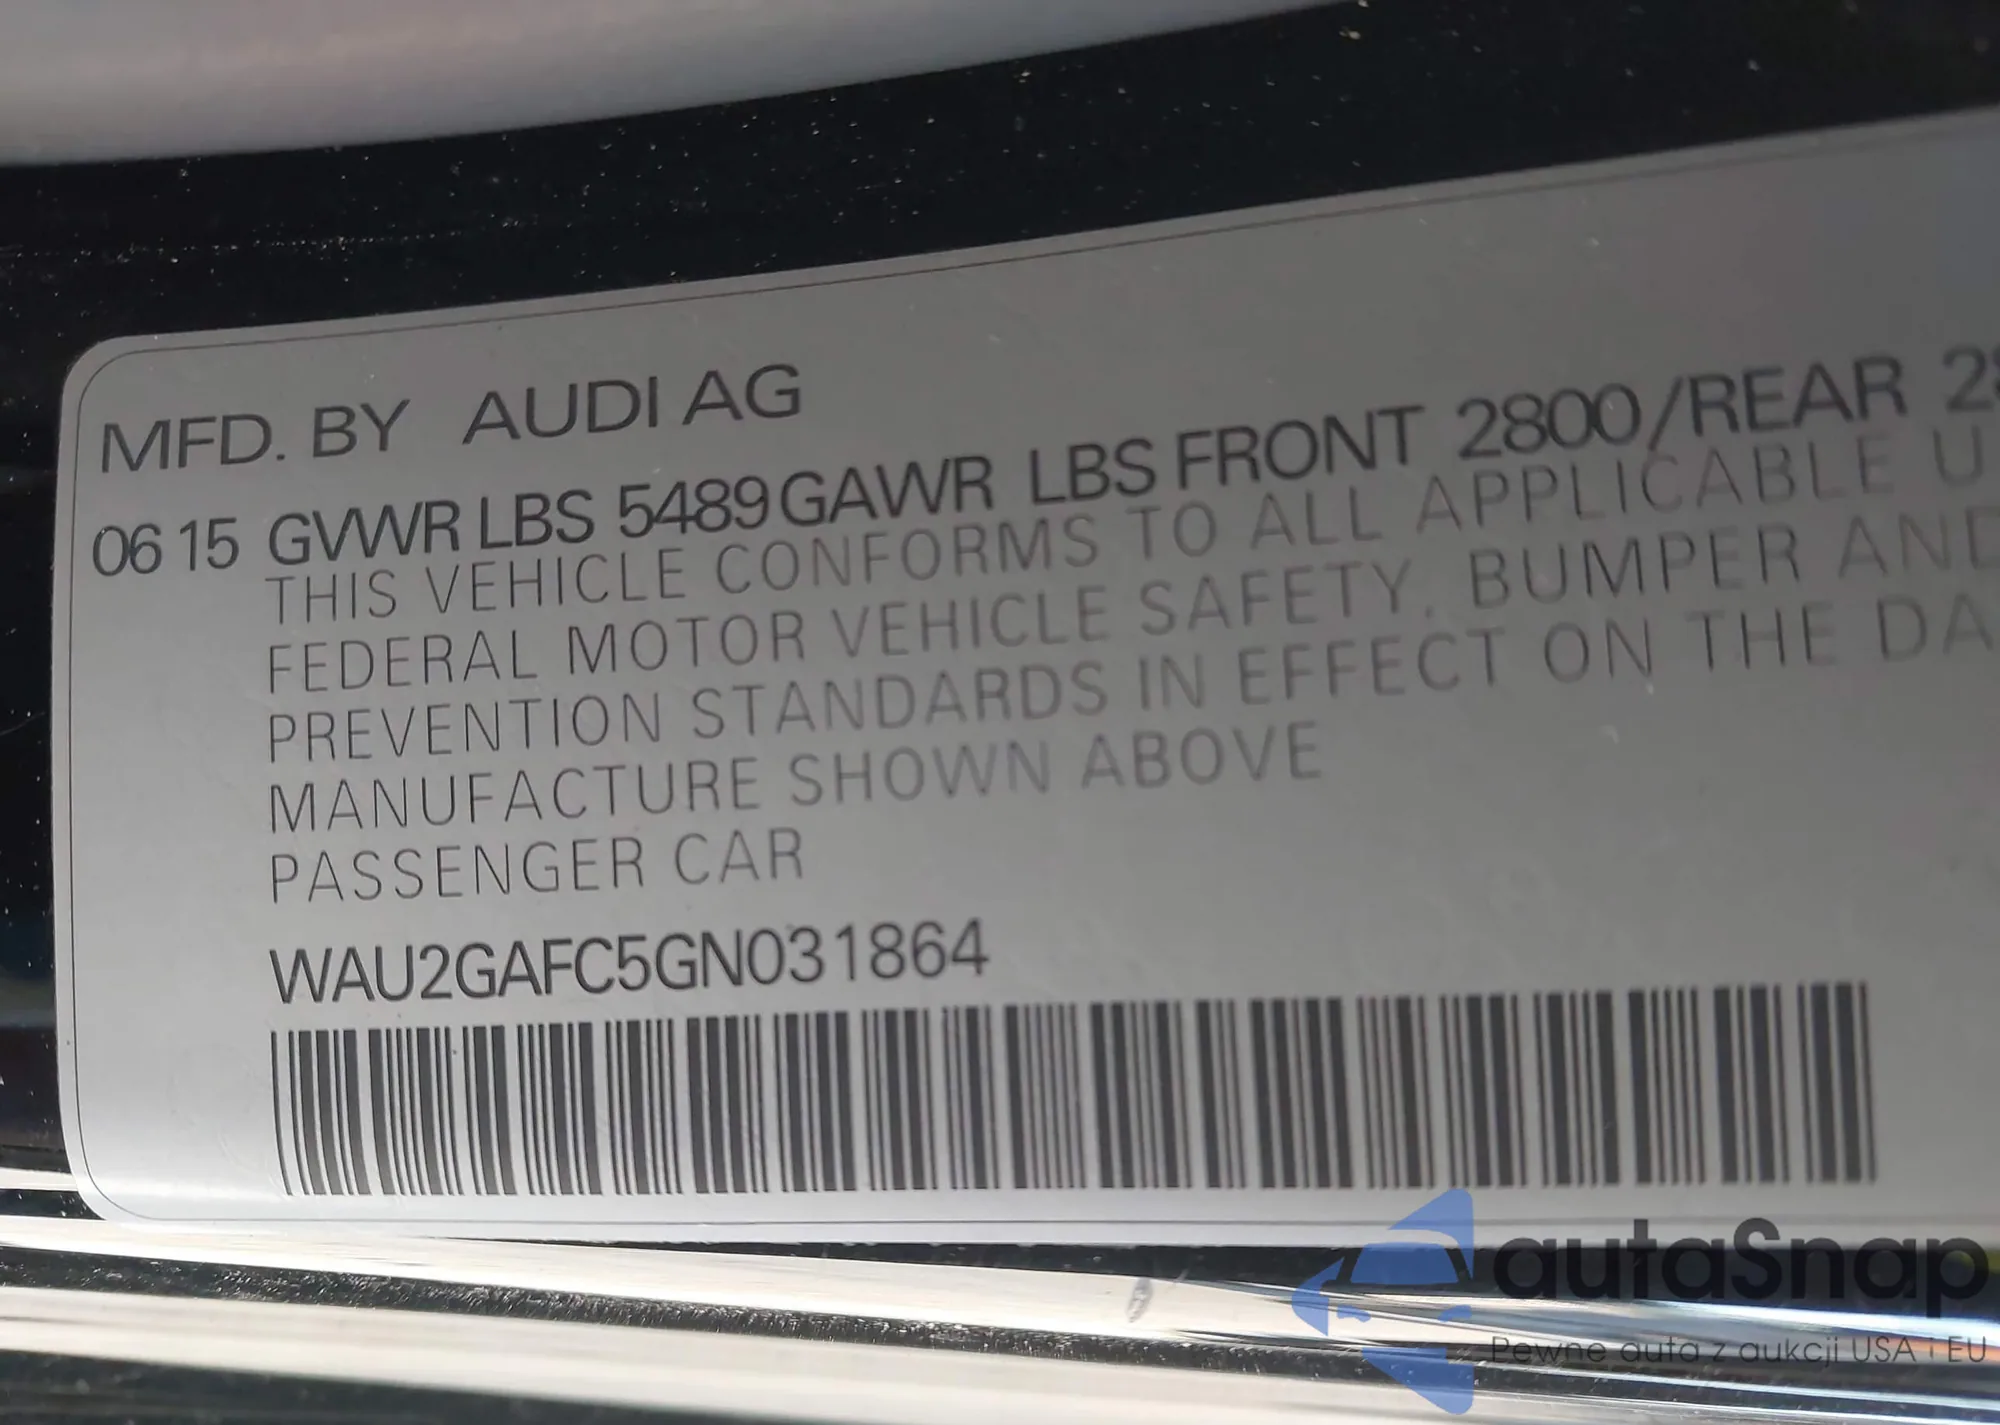 MFD. BY AUDI AG
06 15 GVWR LBS 5489 GAWR LBS FRONT 2800/REAR
THIS VEHICLE CONFORMS TO ALL APPLICABLE U
FEDERAL MOTOR VEHICLE SAFETY. BUMPER AND
PREVENTION STANDARDS IN EFFECT ON THE DA
MANUFACTURE SHOWN ABOVE
PASSENGER CAR
WAU2GAFC5GN031864
autaSnap
Pewne auta z aukcji USA i EU